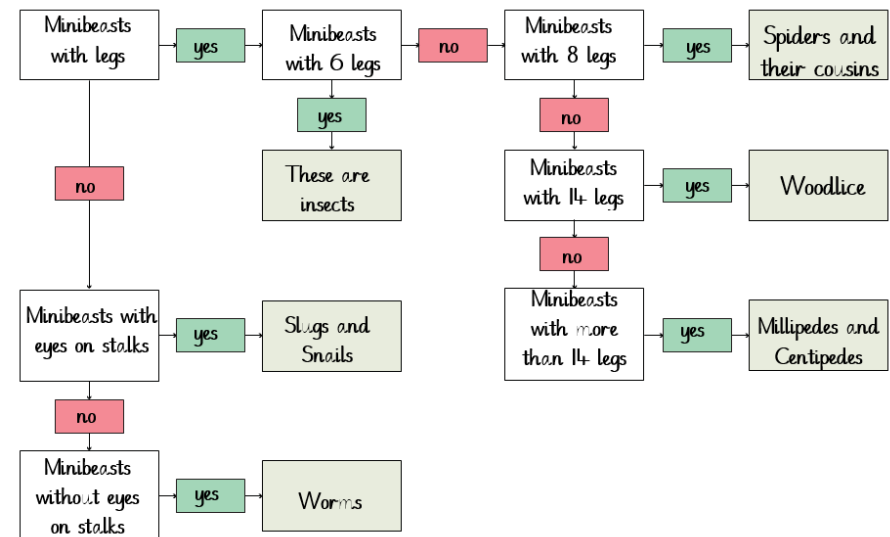 Minibeasts
with legs
yes
Minibeasts
with 6 legs
no
Minibeasts
with 8 legs
yes
Spiders and
their cousins
yes
no
no
These are
insects
Minibeasts
with 14 legs
yes
Woodlice
no
Minibeasts with
eyes on stalks
yes
Slugs and
Snails
Minibeasts
with more
than 14 legs
yes
Millipedes and
Centipedes
no
Minibeasts
without eyes
on stalks
yes
Worms